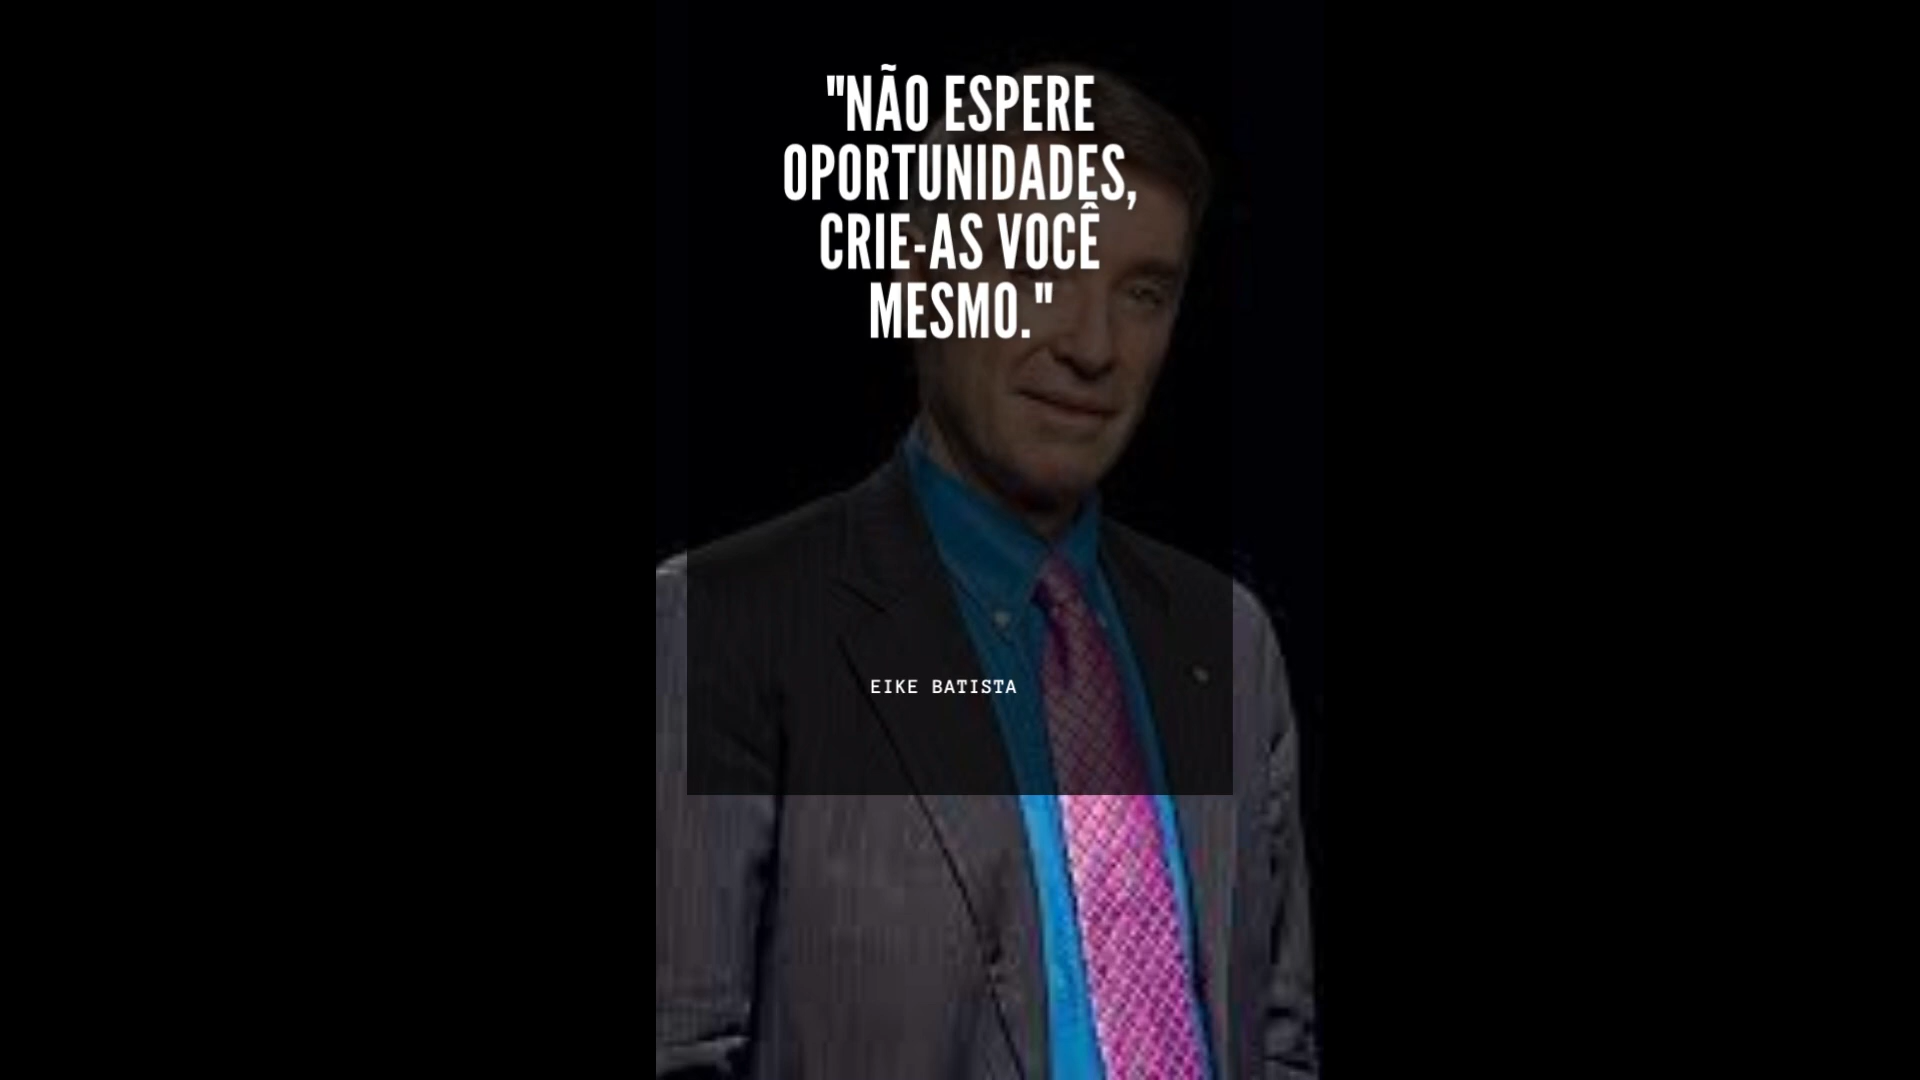 "NÃO ESPERE
OPORTUNIDADES,
CRIE-AS VOCÊ
MESMO."
EIKE BATISTA